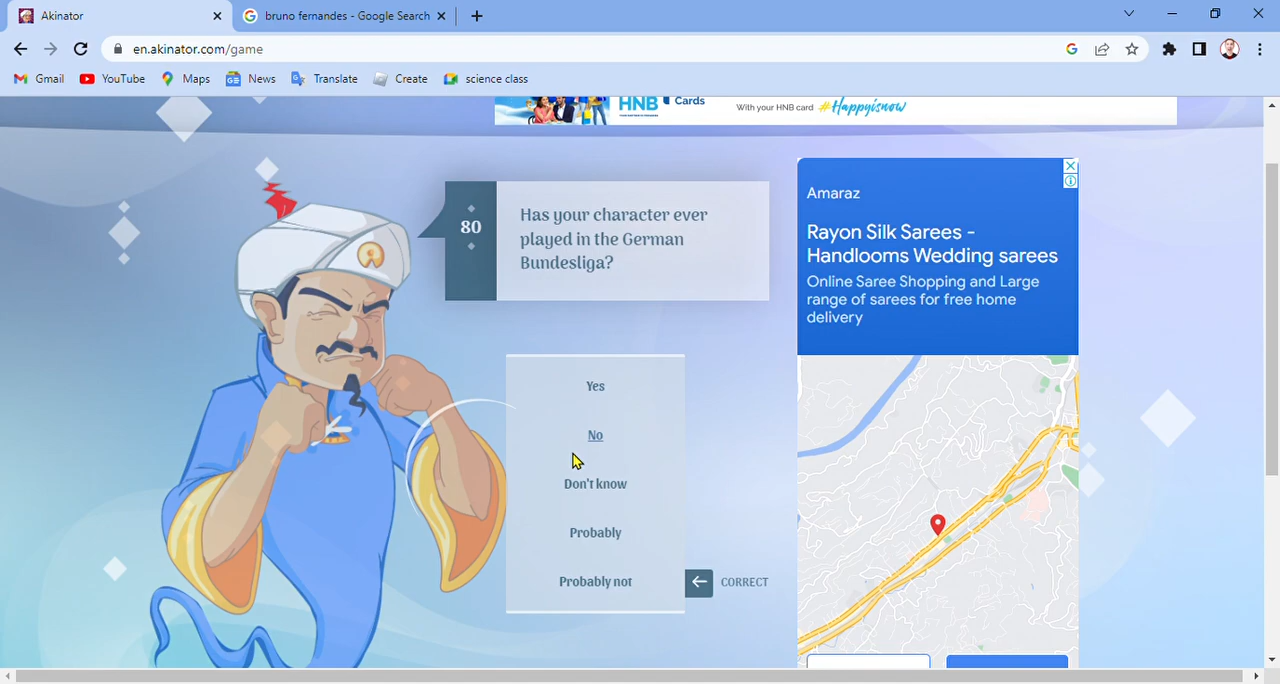 Akinator
bruno fernandes - Google Search
en.akinator.com/game
Gmail
YouTube
Maps
News
Translate
Create
science class
HNB
Cards
With your HNB card #Happyisnow
80
Has your character ever
played in the German
Bundesliga?
Yes
No
Don't know
Probably
Probably not
CORRECT
Amaraz
Rayon Silk Sarees -
Handlooms Wedding sarees
Online Saree Shopping and Large
range of sarees for free home
delivery